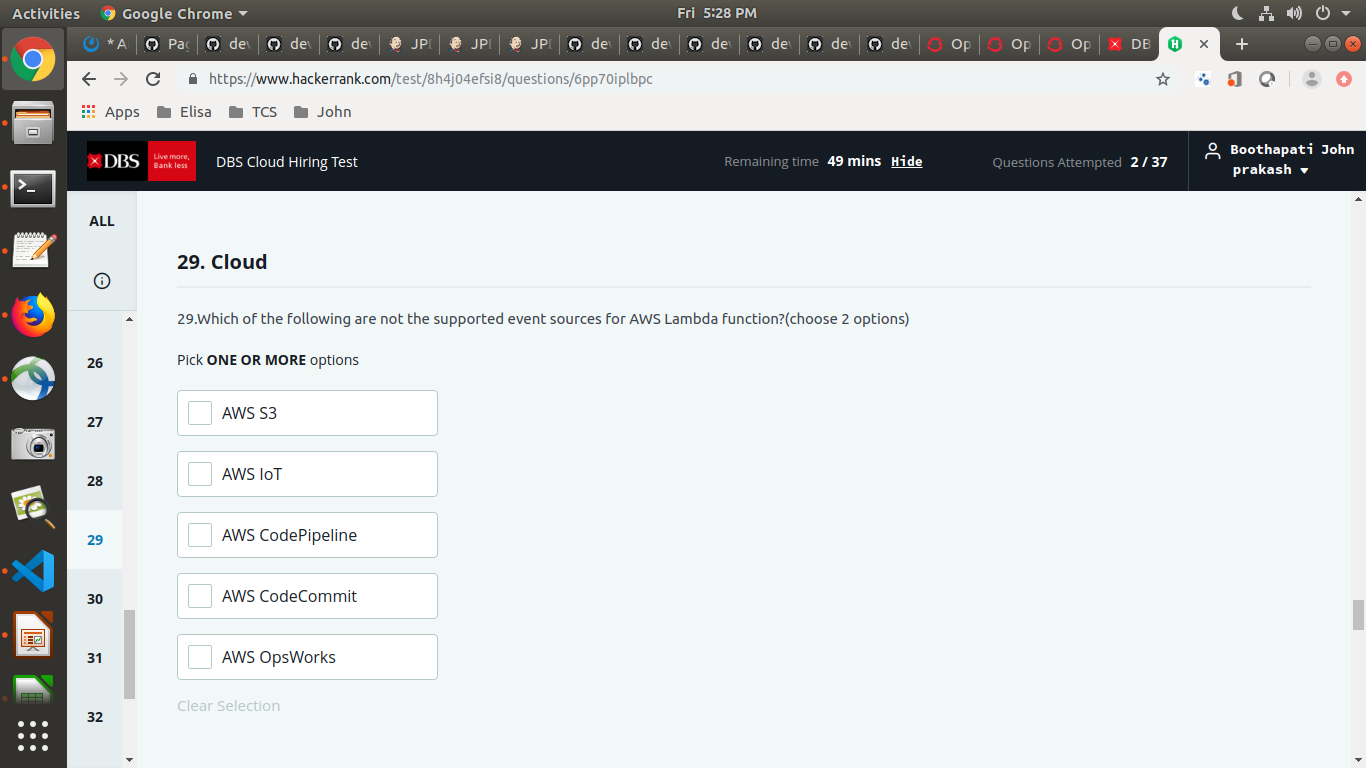 Activities Google Chrome Fri 5:28 PM
* A Pac dev dev dev JPI JPI JPI dev dev dev dev dev dev Op Op Op DB
https://www.hackerrank.com/test/8h4j04efsi8/questions/6pp70iplbpc
Apps Elisa TCS John
DBS Live more, Bank less DBS Cloud Hiring Test Remaining time 49 mins Hide Questions Attempted 2 / 37 Boothapati John prakash
ALL
29. Cloud
29.Which of the following are not the supported event sources for AWS Lambda function?(choose 2 options)
Pick ONE OR MORE options
AWS S3
AWS IoT
AWS CodePipeline
AWS CodeCommit
AWS OpsWorks
Clear Selection
26
27
28
29
30
31
32